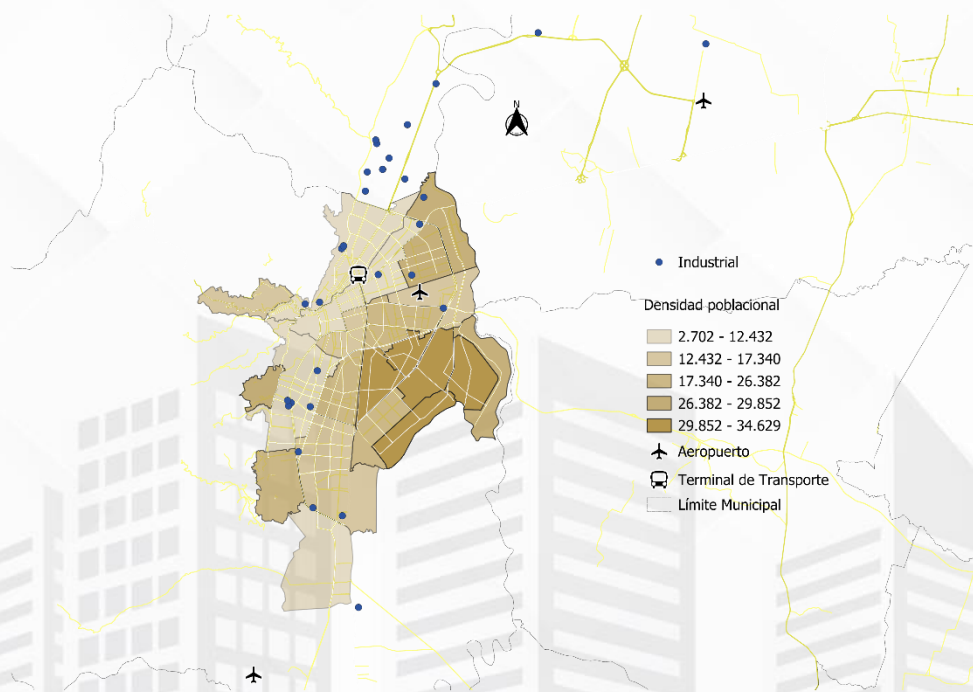 N
Industrial
Densidad poblacional
2.702 - 12.432
12.432 - 17.340
17.340 - 26.382
26.382 - 29.852
29.852 - 34.629
Aeropuerto
Terminal de Transporte
Límite Municipal